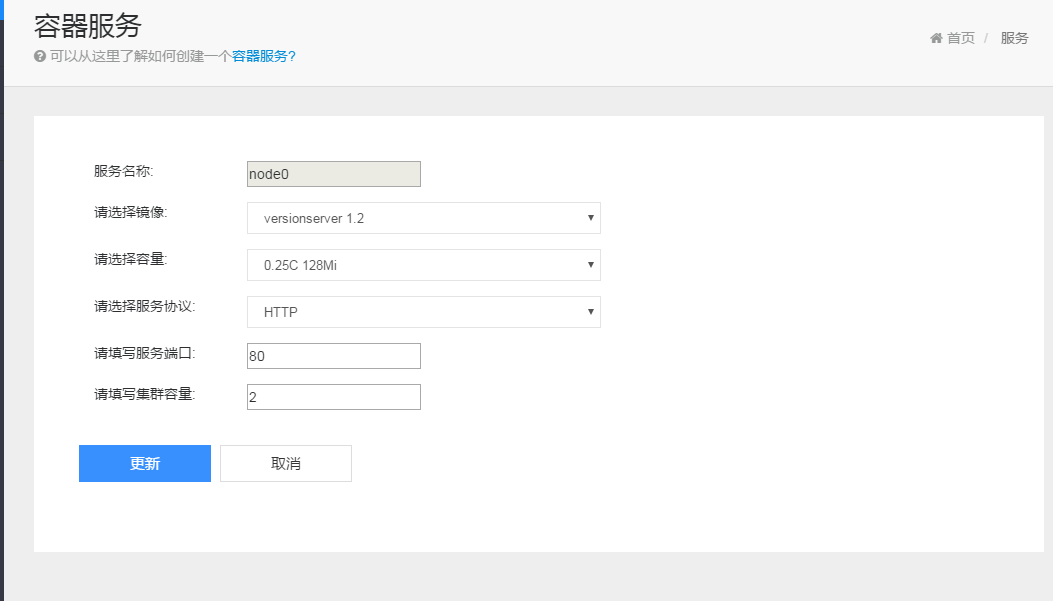 容器服务
可以从这里了解如何创建一个容器服务?
首页 / 服务
服务名称: node0
请选择镜像: versionserver 1.2
请选择容量: 0.25C 128Mi
请选择服务协议: HTTP
请填写服务端口: 80
请填写集群容量: 2
更新 取消